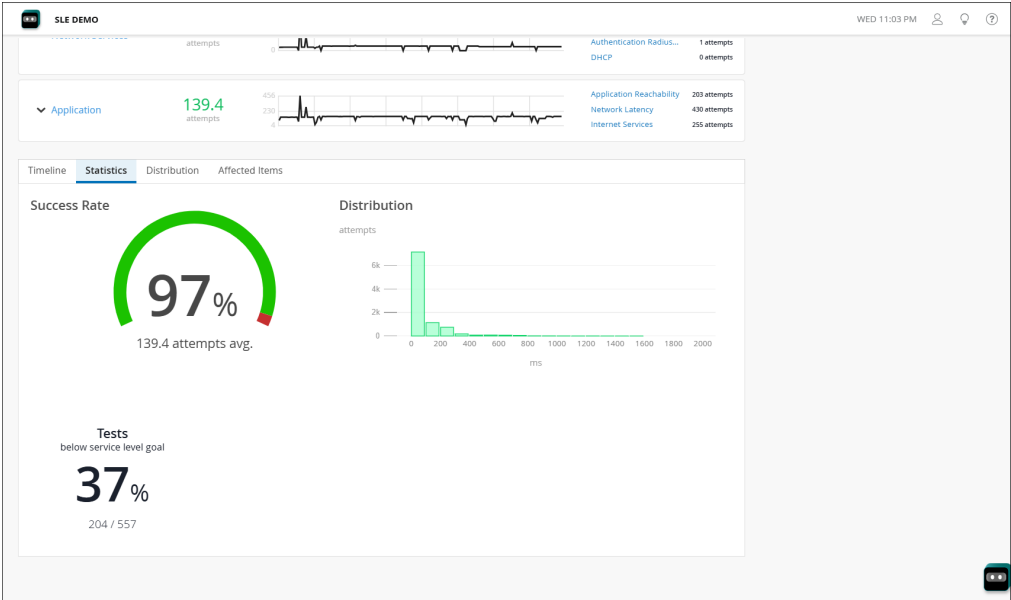 SLE DEMO
WED 11:03 PM
attempts
0
Authentication Radius...
1 attempts
DHCP
0 attempts
Application
139.4
attempts
456
230
4
Application Reachability
203 attempts
Network Latency
430 attempts
Internet Services
255 attempts
Timeline
Statistics
Distribution
Affected Items
Success Rate
97%
139.4 attempts avg.
Distribution
attempts
6k
4k
2k
0
0 200 400 600 800 1000 1200 1400 1600 1800 2000
ms
Tests
below service level goal
37%
204 / 557